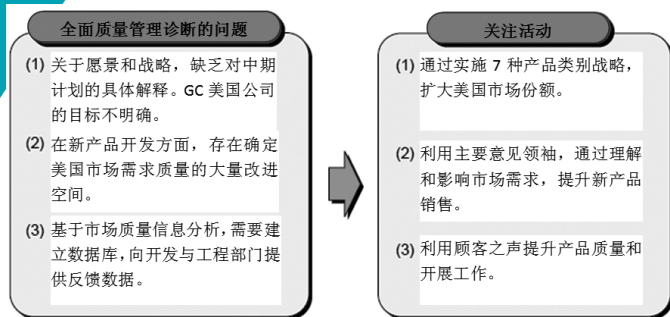 全面质量管理诊断的问题
(1) 关于愿景和战略，缺乏对中期
计划的具体解释。GC 美国公司
的目标不明确。
(2) 在新产品开发方面，存在确定
美国市场需求质量的大量改进
空间。
(3) 基于市场质量信息分析，需要建
立数据库，向开发与工程部门提
供反馈数据。
关注活动
(1) 通过实施 7 种产品类别战略，
扩大美国市场份额。
(2) 利用主要意见领袖，通过理解
和影响市场需求，提升新产品
销售。
(3) 利用顾客之声提升产品质量和
开展工作。